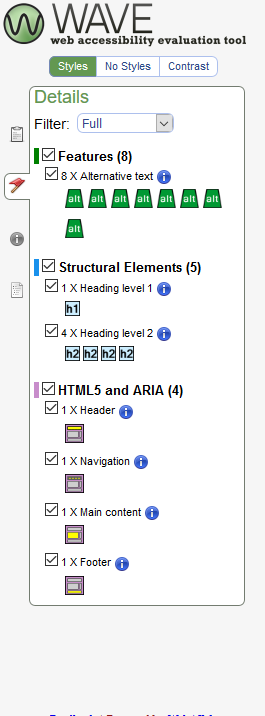 WAVE
web accessibility evaluation tool
Styles No Styles Contrast
Details
Filter: Full
Features (8)
8 X Alternative text
alt alt alt alt alt alt alt
alt
Structural Elements (5)
1 X Heading level 1
h1
4 X Heading level 2
h2 h2 h2 h2
HTML5 and ARIA (4)
1 X Header
1 X Navigation
1 X Main content
1 X Footer